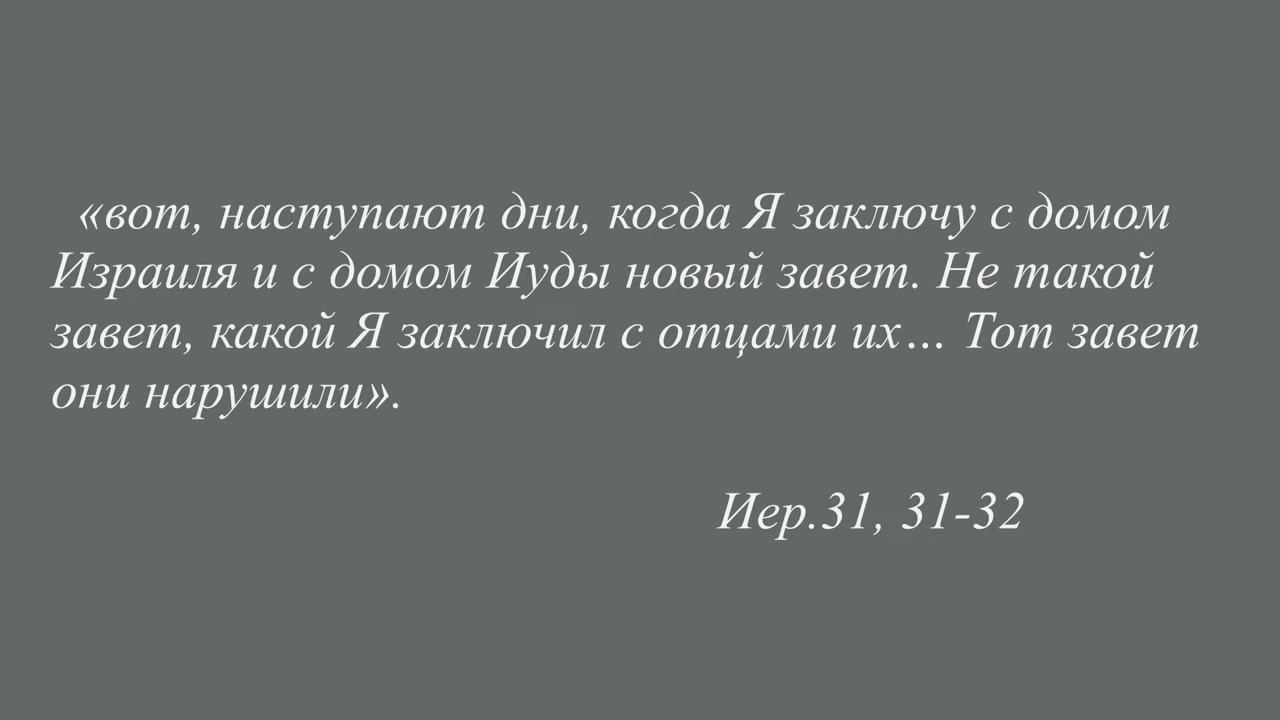 «вот, наступают дни, когда Я заключу с домом
Израиля и с домом Иуды новый завет. Не такой
завет, какой Я заключил с отцами их... Тот завет
они нарушили».
Иер.31, 31-32